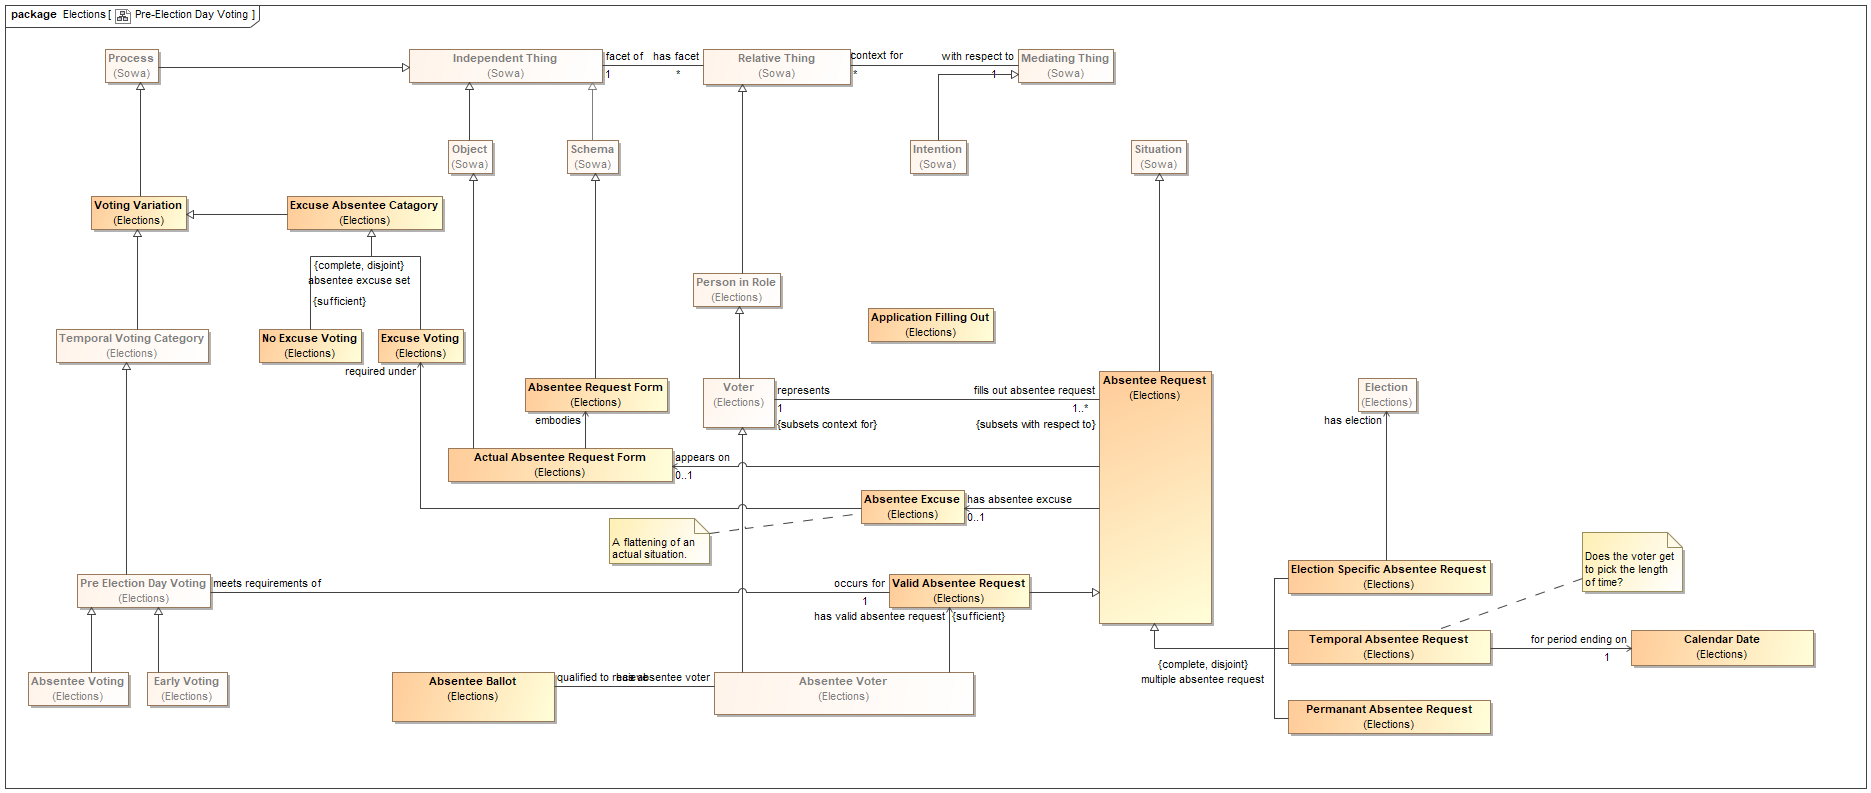 package Elections [ Pre-Election Day Voting ]
Process
(Sowa)
Independent Thing
(Sowa)
facet of
1
has facet
*
Relative Thing
(Sowa)
context for
*
with respect to
1
Mediating Thing
(Sowa)
Object
(Sowa)
Schema
(Sowa)
Intention
(Sowa)
Situation
(Sowa)
Voting Variation
(Elections)
Excuse Absentee Catagory
(Elections)
{complete, disjoint}
absentee excuse set
{sufficient}
Person in Role
(Elections)
Application Filling Out
(Elections)
Temporal Voting Category
(Elections)
No Excuse Voting
(Elections)
Excuse Voting
(Elections)
required under
Absentee Request Form
(Elections)
embodies
Voter
(Elections)
represents
1
{subsets context for}
fills out absentee request
1..*
{subsets with respect to}
Absentee Request
(Elections)
Election
(Elections)
has election
Actual Absentee Request Form
(Elections)
appears on
0..1
Absentee Excuse
(Elections)
has absentee excuse
0..1
A flattening of an
actual situation.
Does the voter get
to pick the length
of time?
Pre Election Day Voting
(Elections)
meets requirements of
occurs for
1
Valid Absentee Request
(Elections)
has valid absentee request
{sufficient}
Election Specific Absentee Request
(Elections)
Temporal Absentee Request
(Elections)
for period ending on
1
Calendar Date
(Elections)
{complete, disjoint}
multiple absentee request
Absentee Voting
(Elections)
Early Voting
(Elections)
Absentee Ballot
(Elections)
qualified to recieve
has absentee voter
Absentee Voter
(Elections)
Permanant Absentee Request
(Elections)